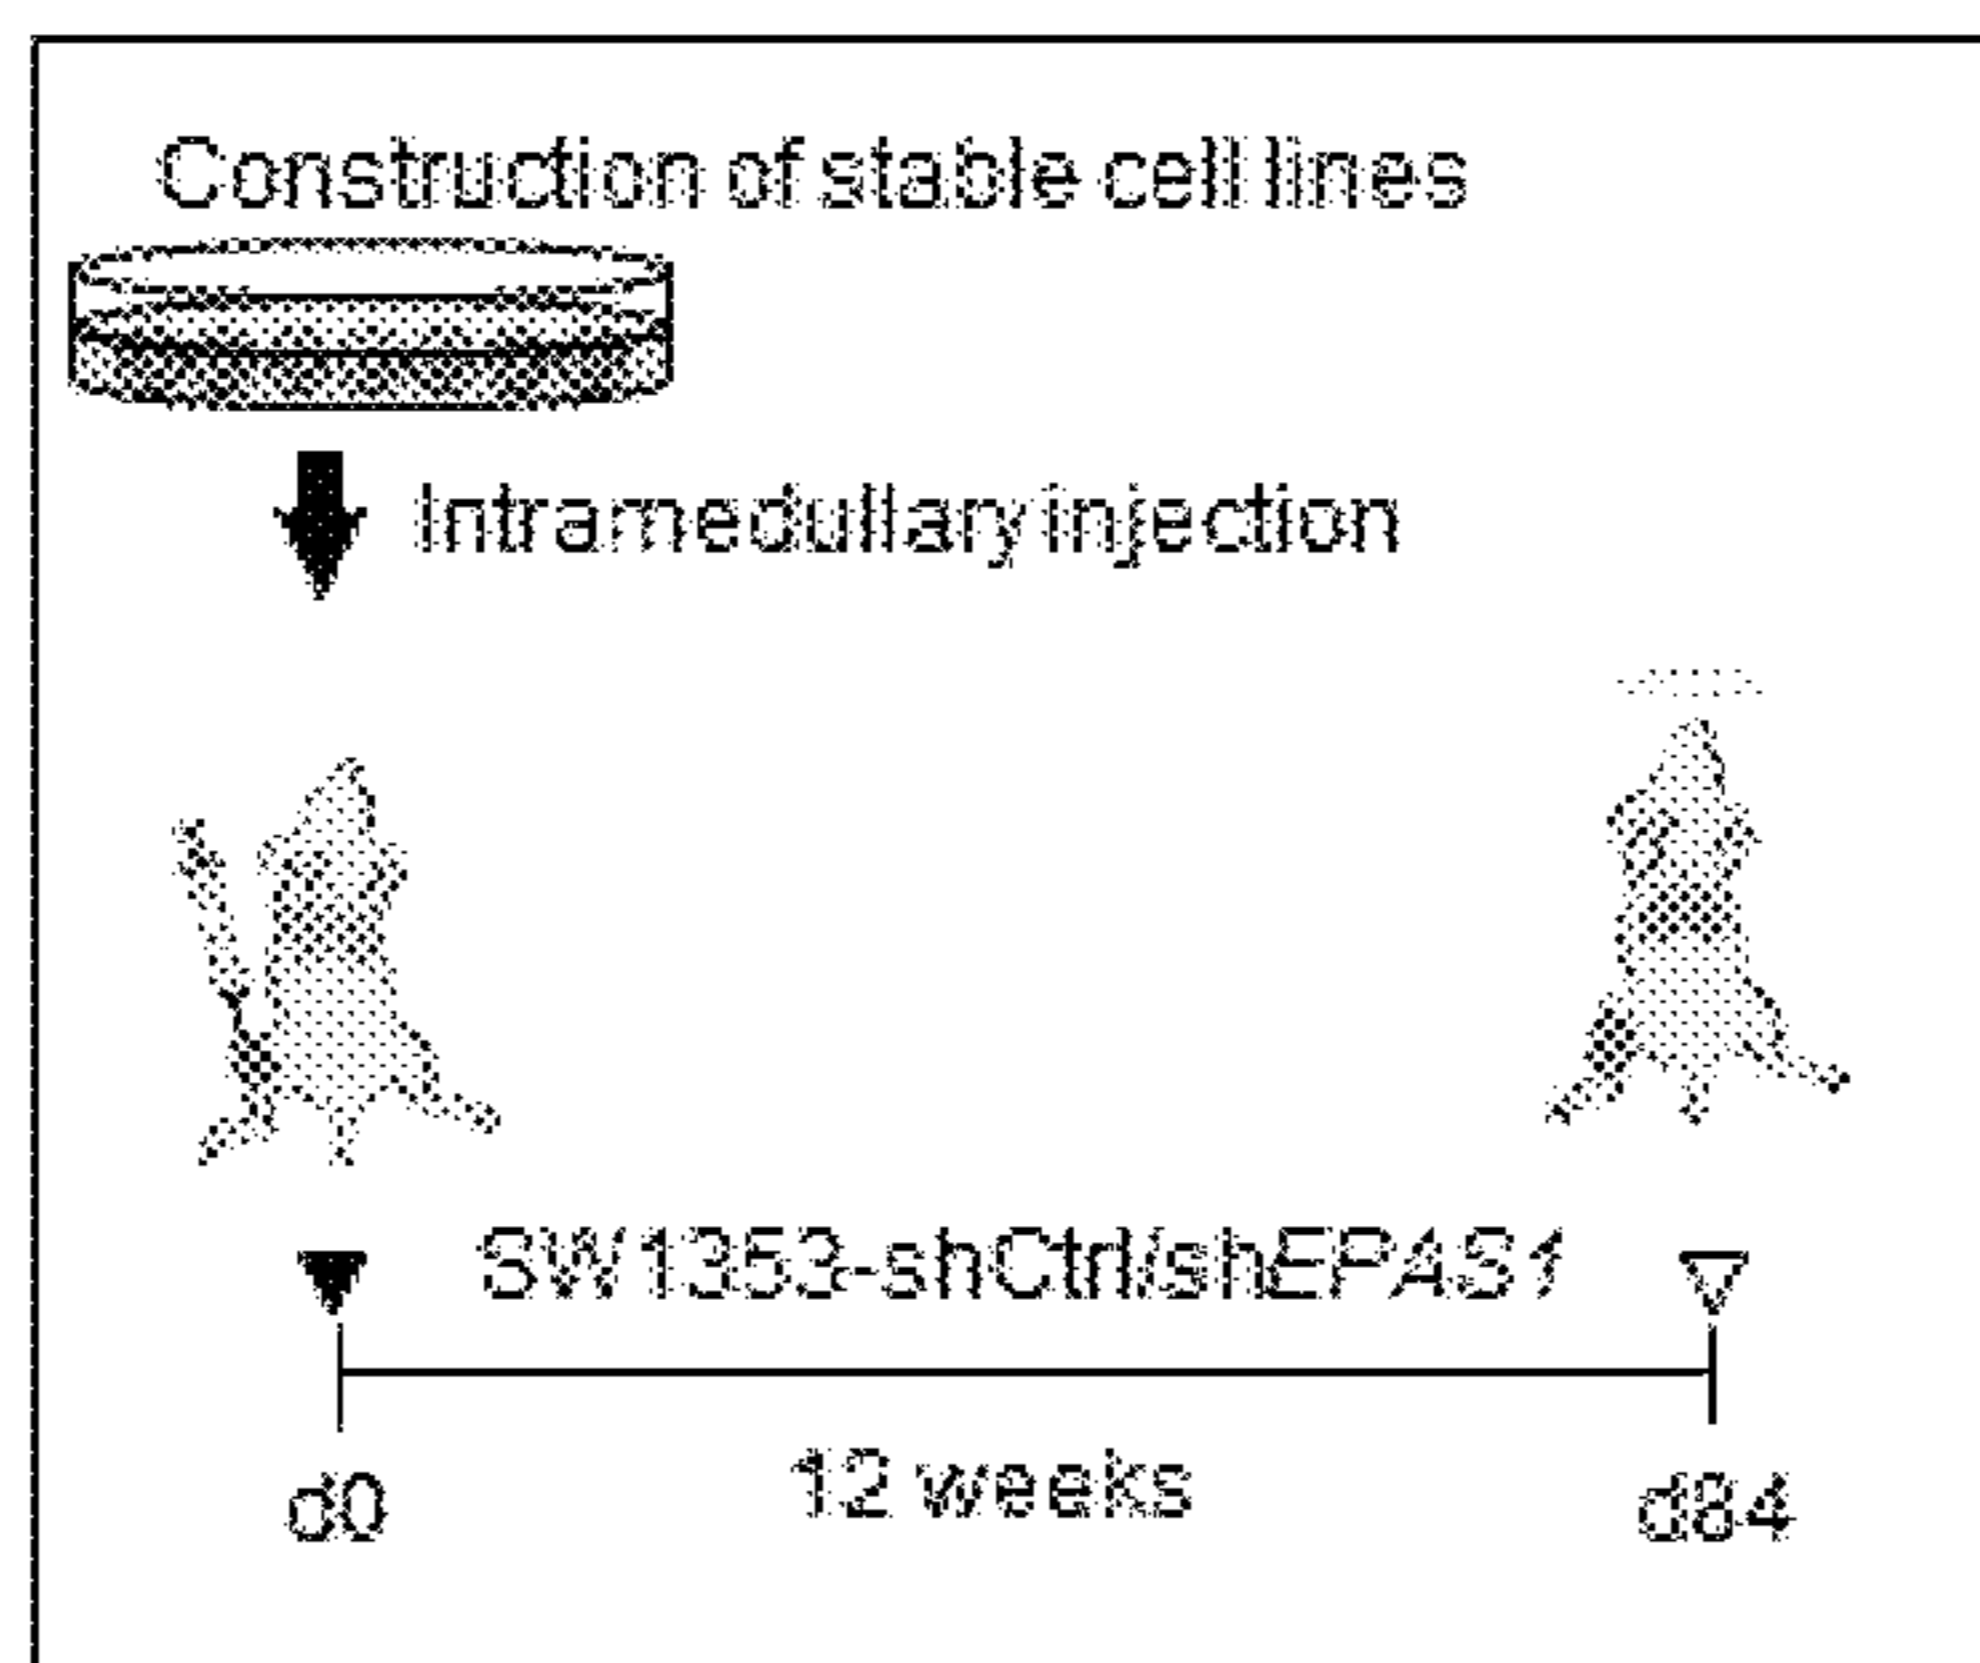 Construction of stable cell lines
Intramedullary injection
SW1353-shCtrl/shEPAS1
12 weeks
d0
d84